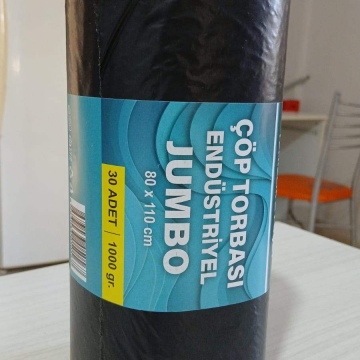 ÇÖP TORBASI
ENDÜSTRİYEL
JUMBO
80 x 110 cm
30 ADET | 1000 gr.